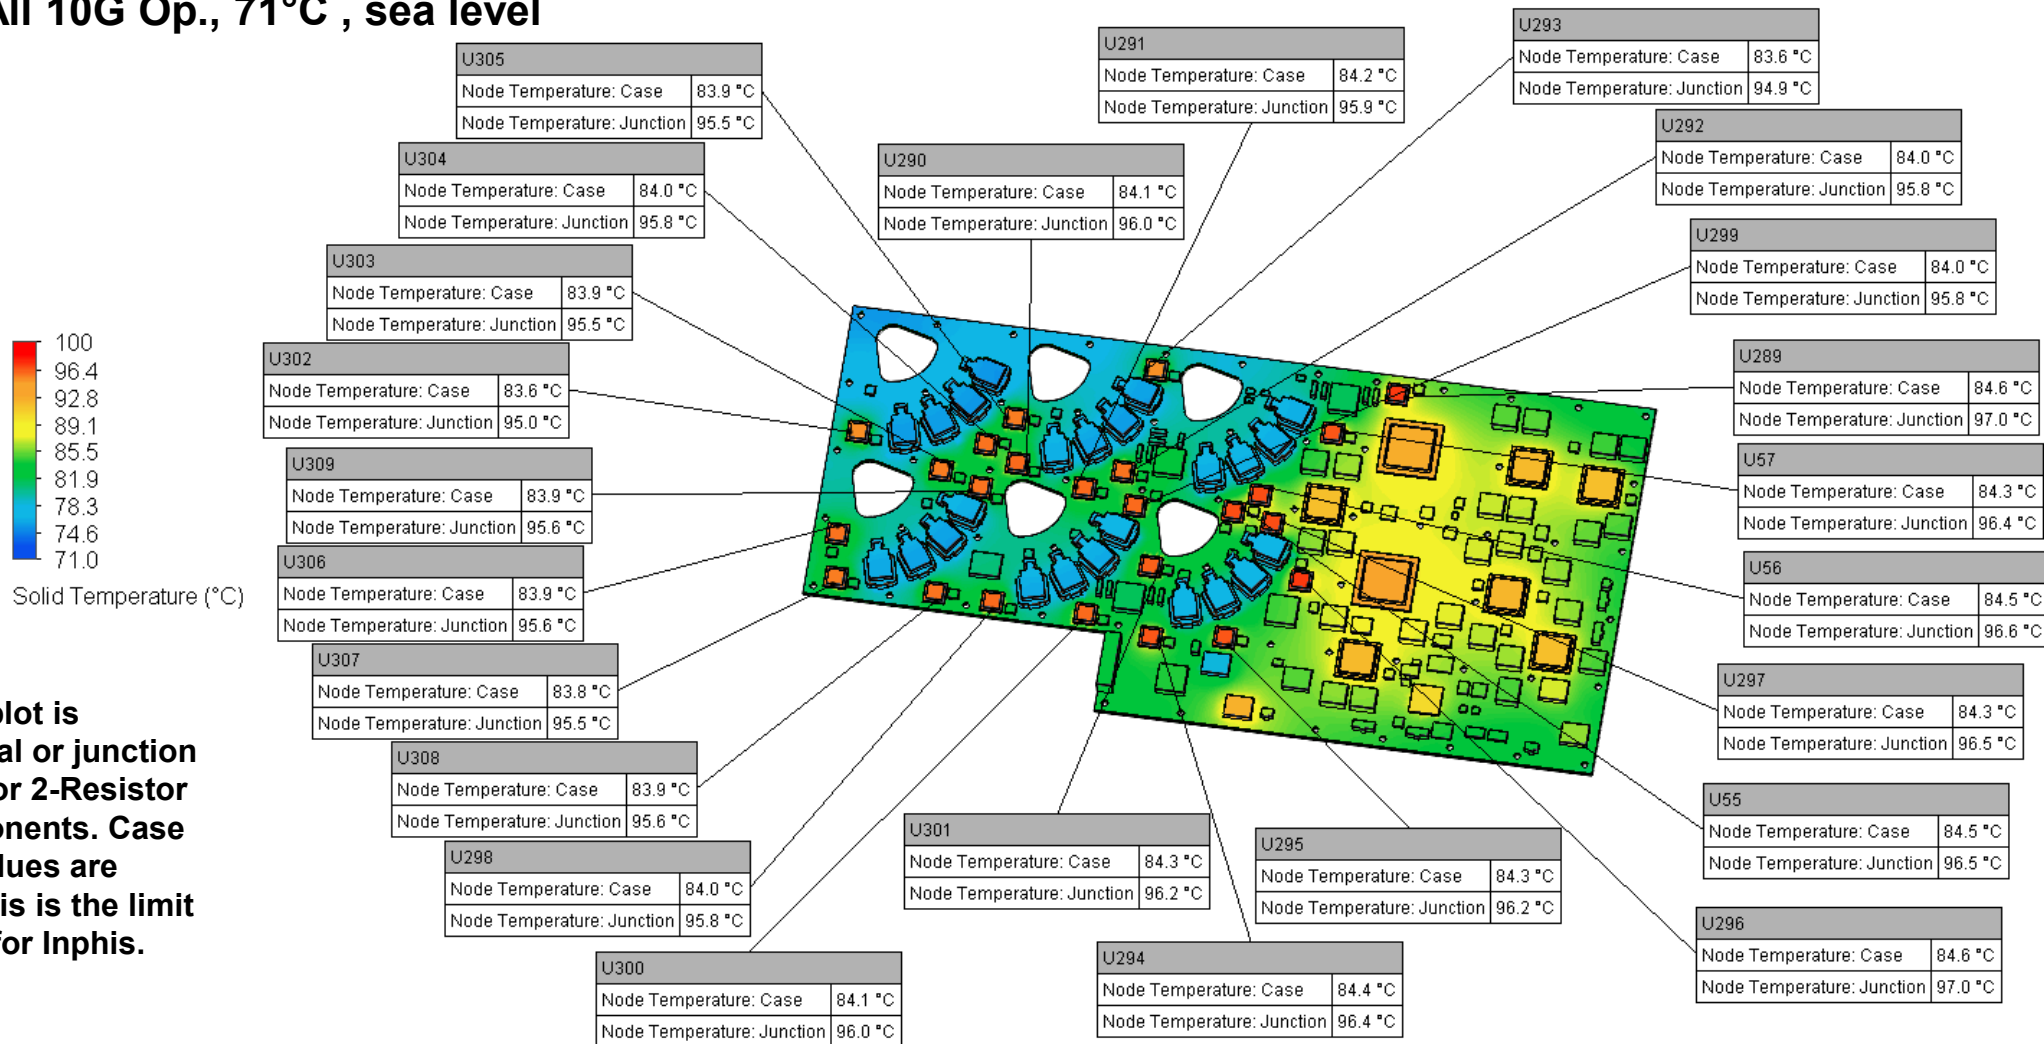 All 10G Op., 71°C , sea level
U305
Node Temperature: Case 83.9 °C
Node Temperature: Junction 95.5 °C
U304
Node Temperature: Case 84.0 °C
Node Temperature: Junction 95.8 °C
U303
Node Temperature: Case 83.9 °C
Node Temperature: Junction 95.5 °C
U302
Node Temperature: Case 83.6 °C
Node Temperature: Junction 95.0 °C
U309
Node Temperature: Case 83.9 °C
Node Temperature: Junction 95.6 °C
U306
Node Temperature: Case 83.9 °C
Node Temperature: Junction 95.6 °C
U307
Node Temperature: Case 83.8 °C
Node Temperature: Junction 95.5 °C
U308
Node Temperature: Case 83.9 °C
Node Temperature: Junction 95.6 °C
U298
Node Temperature: Case 84.0 °C
Node Temperature: Junction 95.8 °C
U300
Node Temperature: Case 84.1 °C
Node Temperature: Junction 96.0 °C
U290
Node Temperature: Case 84.1 °C
Node Temperature: Junction 96.0 °C
U291
Node Temperature: Case 84.2 °C
Node Temperature: Junction 95.9 °C
U293
Node Temperature: Case 83.6 °C
Node Temperature: Junction 94.9 °C
U292
Node Temperature: Case 84.0 °C
Node Temperature: Junction 95.8 °C
U299
Node Temperature: Case 84.0 °C
Node Temperature: Junction 95.8 °C
U289
Node Temperature: Case 84.6 °C
Node Temperature: Junction 97.0 °C
U57
Node Temperature: Case 84.3 °C
Node Temperature: Junction 96.4 °C
U56
Node Temperature: Case 84.5 °C
Node Temperature: Junction 96.6 °C
U297
Node Temperature: Case 84.3 °C
Node Temperature: Junction 96.5 °C
U55
Node Temperature: Case 84.5 °C
Node Temperature: Junction 96.5 °C
U296
Node Temperature: Case 84.6 °C
Node Temperature: Junction 97.0 °C
U301
Node Temperature: Case 84.3 °C
Node Temperature: Junction 96.2 °C
U295
Node Temperature: Case 84.3 °C
Node Temperature: Junction 96.2 °C
U294
Node Temperature: Case 84.4 °C
Node Temperature: Junction 96.4 °C
100
96.4
92.8
89.1
85.5
81.9
78.3
74.6
71.0
Solid Temperature (°C)
is
or junction
2-Resistor
Case
are
is the limit
for Inphis.